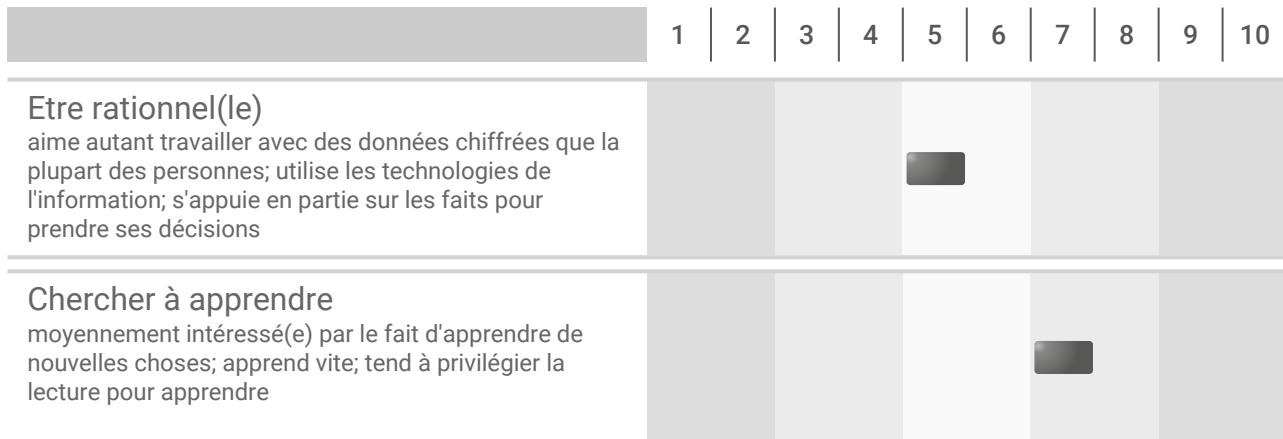 1 2 3 4 5 6 7 8 9 10
Etre rationnel(le)
aime autant travailler avec des données chiffrées que la
plupart des personnes; utilise les technologies de
l'information; s'appuie en partie sur les faits pour
prendre ses décisions
Chercher à apprendre
moyennement intéressé(e) par le fait d'apprendre de
nouvelles choses; apprend vite; tend à privilégier la
lecture pour apprendre